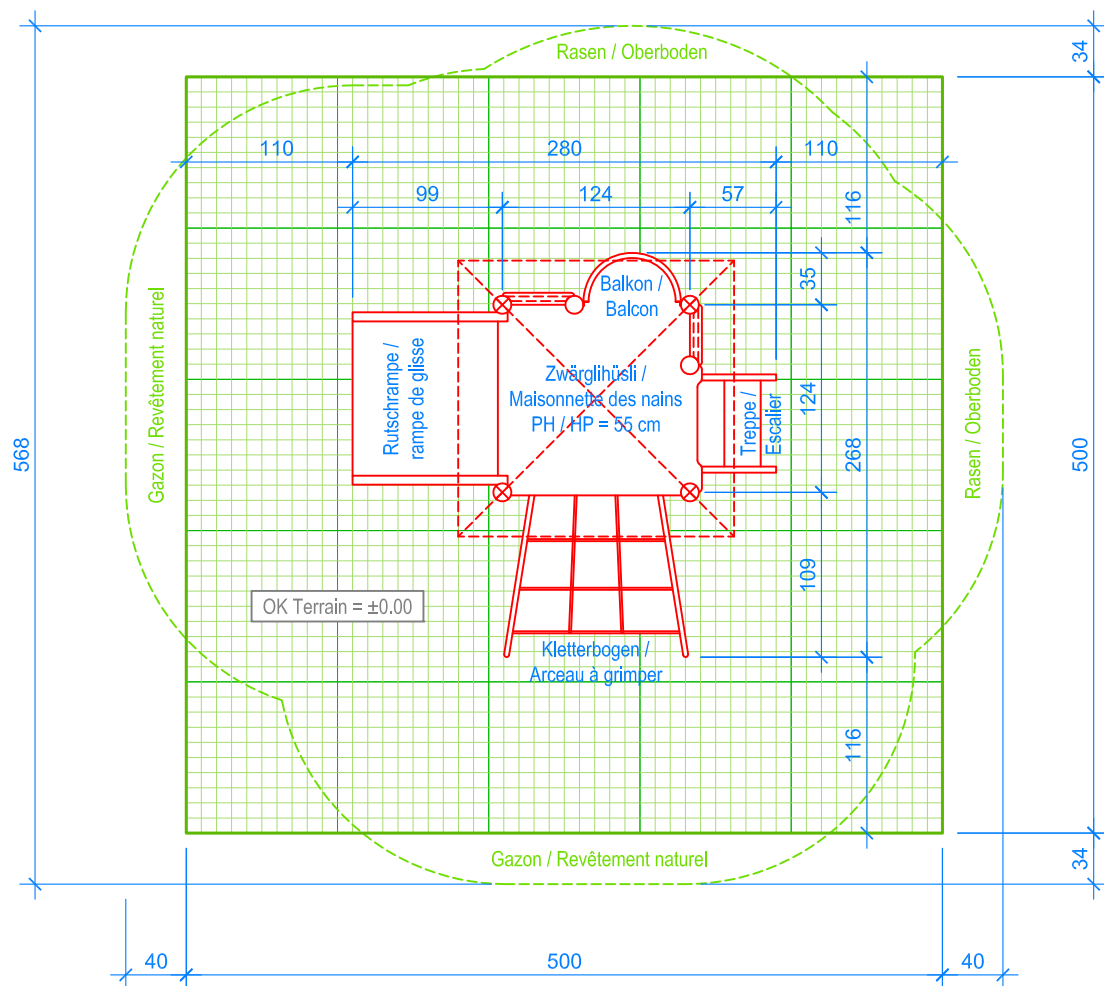 34
Rasen / Oberboden
110
280
110
99
124
57
116
35
Balkon /
Balcon
Gazon / Revêtement naturel
Rutschrampe /
rampe de glisse
Zwärglihüsli /
Maisonnette des nains
PH / HP = 55 cm
Treppe /
Escalier
124
268
Rasen / Oberboden
568
500
109
OK Terrain = ±0.00
Kletterbogen /
Arceau à grimper
116
Gazon / Revêtement naturel
34
40
500
40